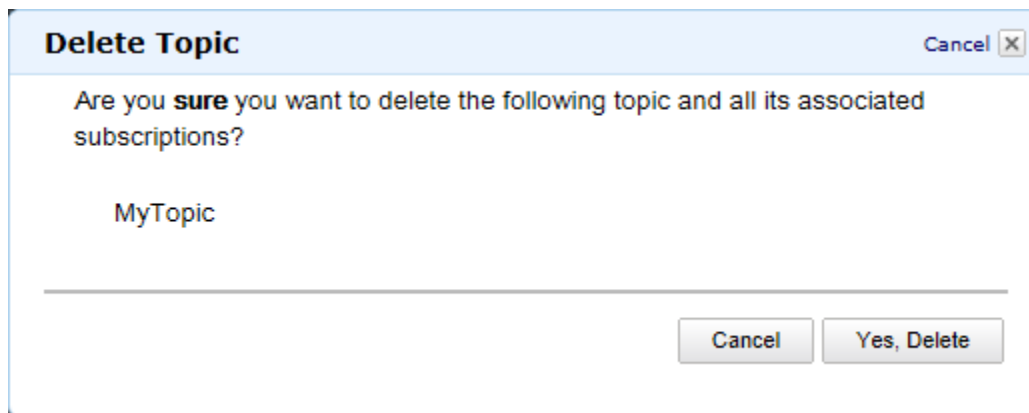 Delete Topic
Cancel
Are you sure you want to delete the following topic and all its associated
subscriptions?
MyTopic
Cancel
Yes, Delete